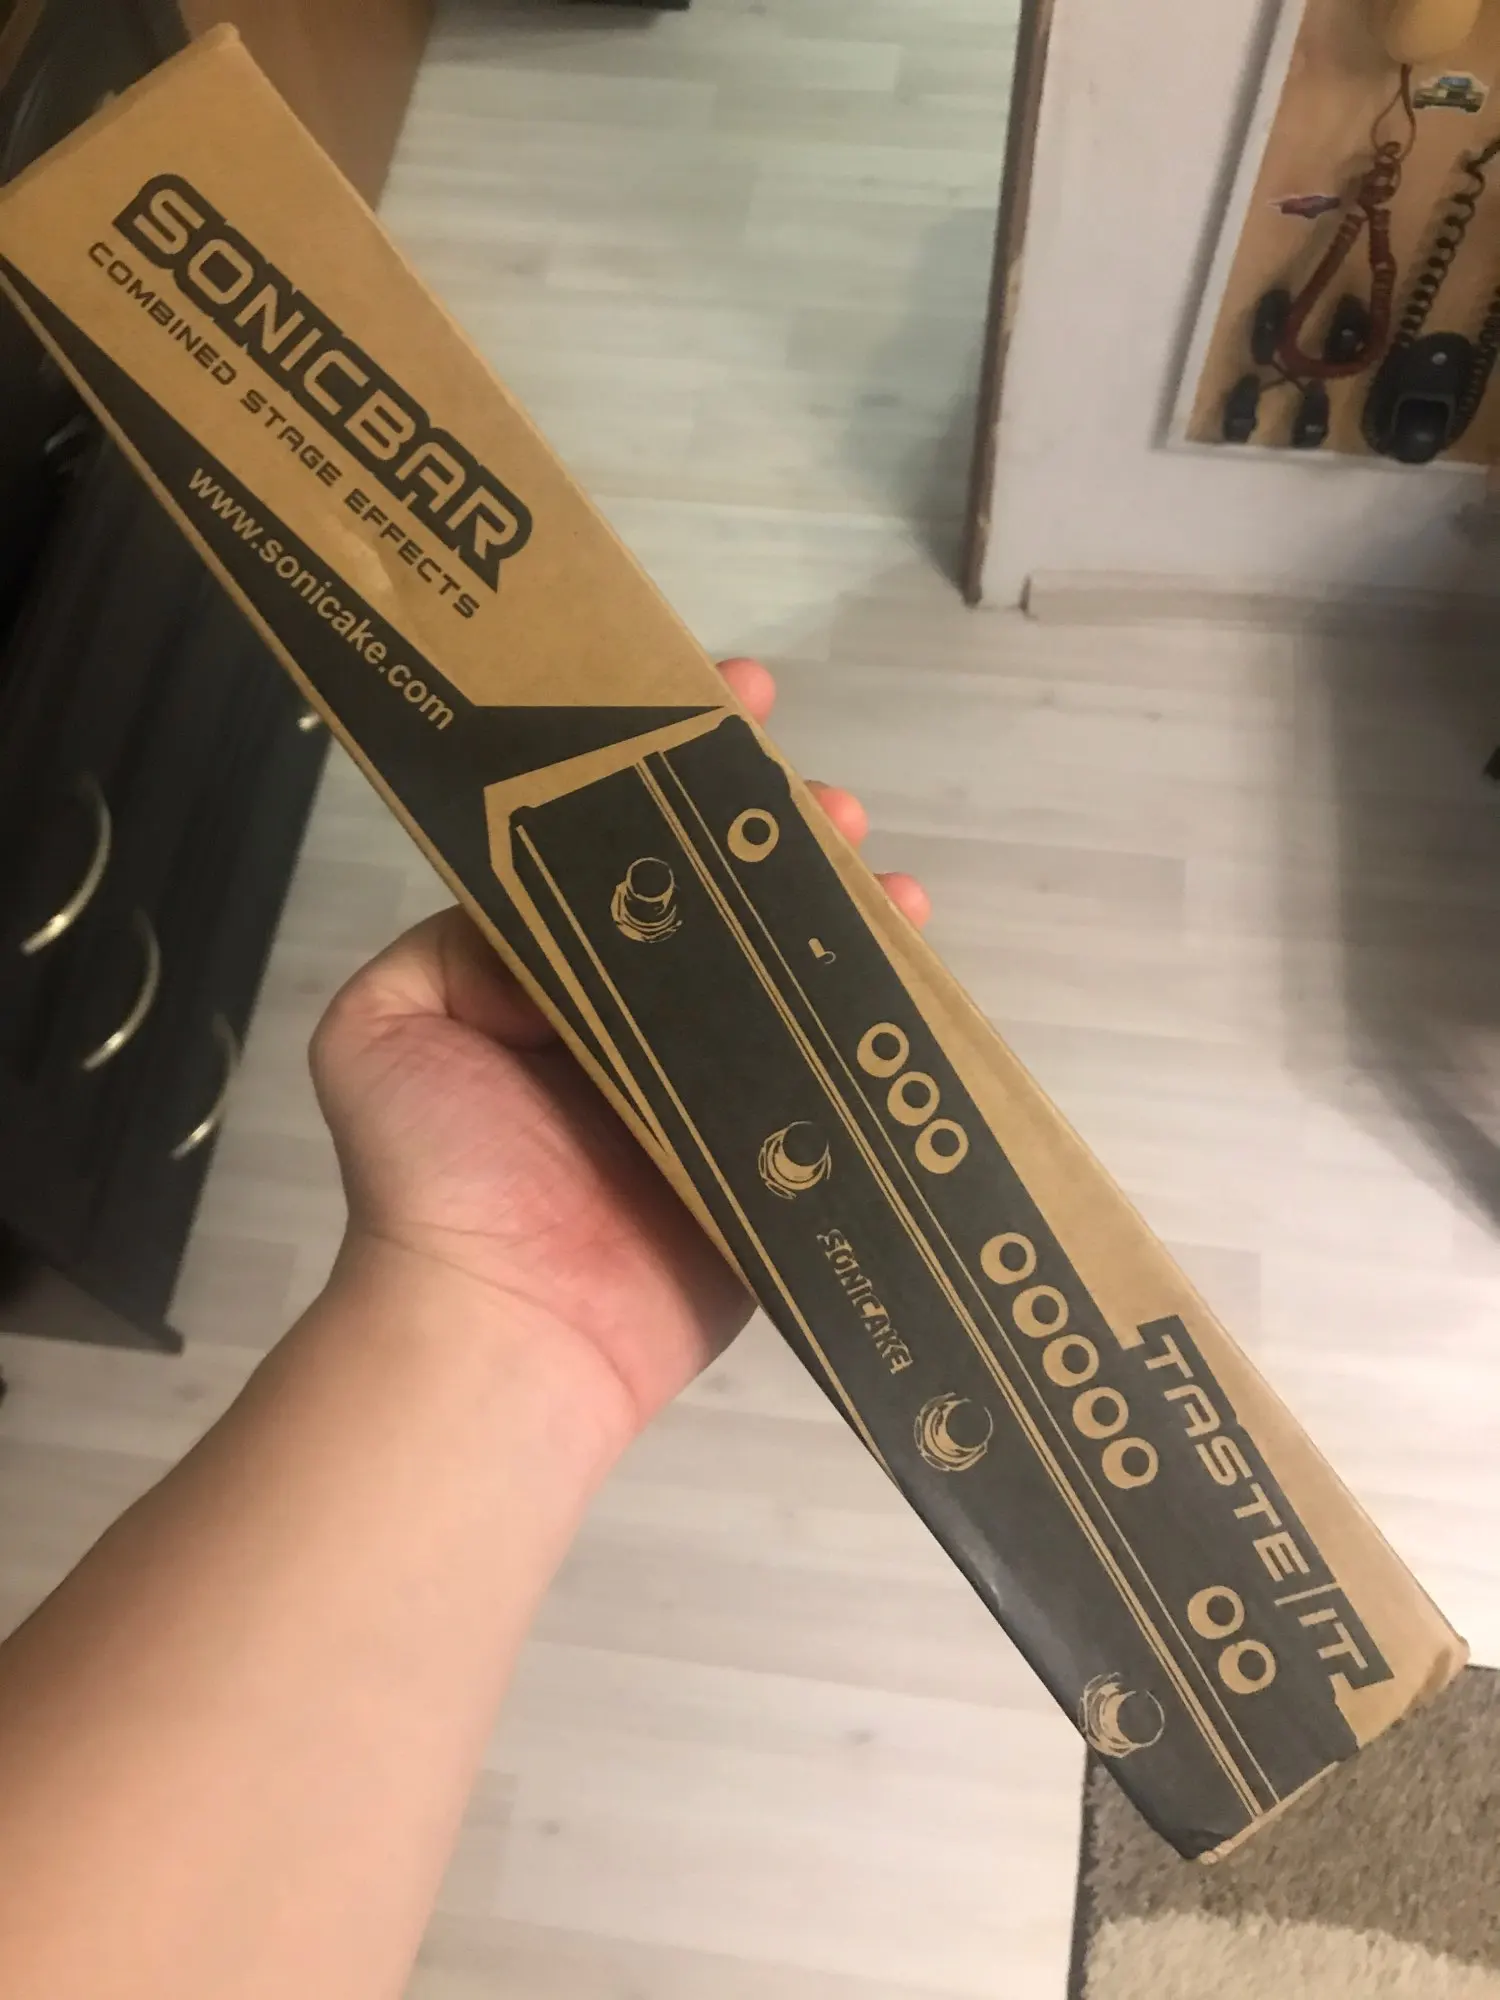 SONICBAR
COMBINED STAGE EFFECTS
www.sonicake.com
SONICAKE
TASTE|IT